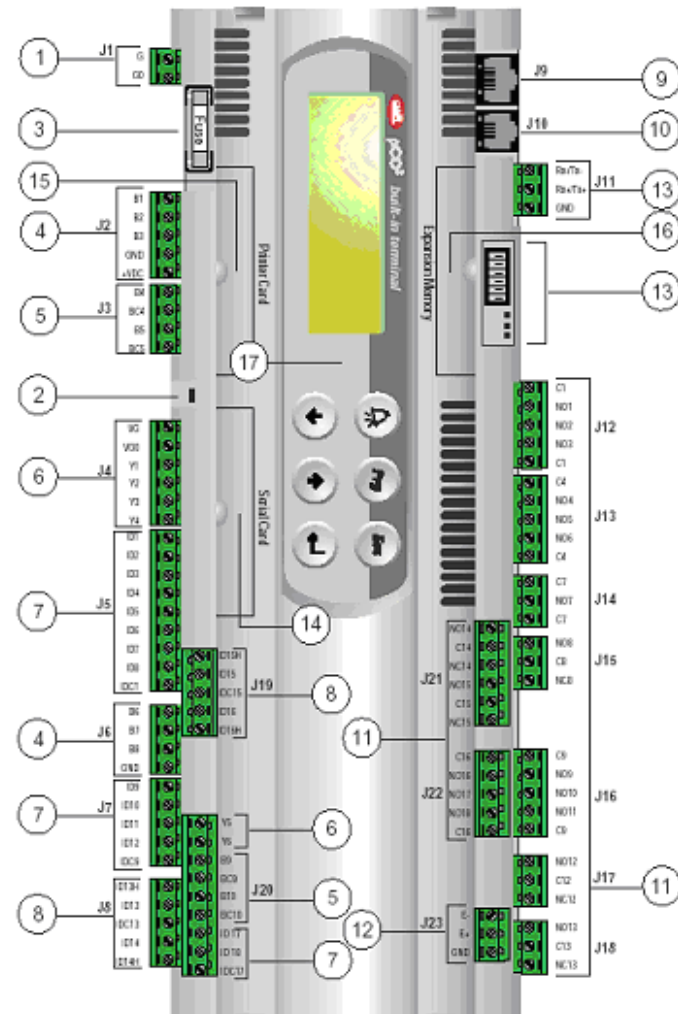 1
J1
G
G0
3
Fuse
15
4
J2
B1
B2
B3
GND
+VDC
5
J3
B4
BC4
B5
BC5
2
6
J4
VG
VG0
Y1
Y2
Y3
Y4
7
J5
ID1
ID2
ID3
ID4
ID5
ID6
ID7
ID8
IDC1
4
J6
B6
B7
B8
GND
7
J7
ID9
ID10
ID11
ID12
IDC9
8
J8
ID13H
ID13
IDC13
ID14
ID14H
Printer Card
17
Serial Card
14
ID15H
ID15
IDC15
ID16
ID16H
J19
8
Y5
Y6
6
B9
BC9
B10
BC10
J20
5
ID17
ID18
IDC17
7
built-in terminal
Expansion Memory
J9
9
J10
10
Rx-/Tx-
Rx+/Tx+
GND
J11
13
16
13
C1
NO1
NO2
NO3
C1
J12
C4
NO4
NO5
NO6
C4
J13
C7
NO7
C7
J14
NO8
C8
NC8
J15
J21
NO14
C14
NC14
NO15
C15
NC15
11
J22
C16
NO16
NO17
NO18
C16
C9
NO9
NO10
NO11
C9
J16
NO12
C12
NC12
J17
11
12
J23
E-
E+
GND
NO13
C13
NC13
J18